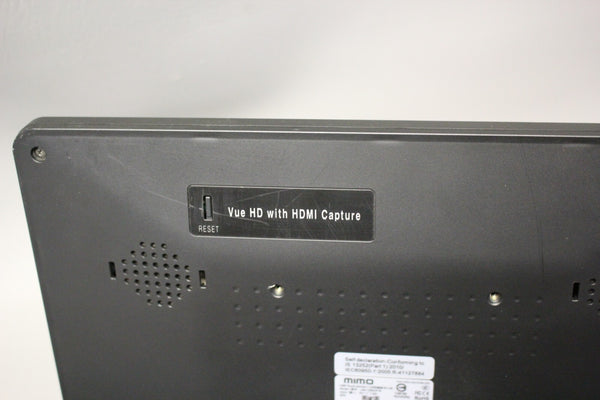 Vue HD with HDMI Capture
RESET
Self declaration-Conforming to
IS 13252(Part 1):2010/
IEC60950.1:2005 R-41127884
mimo